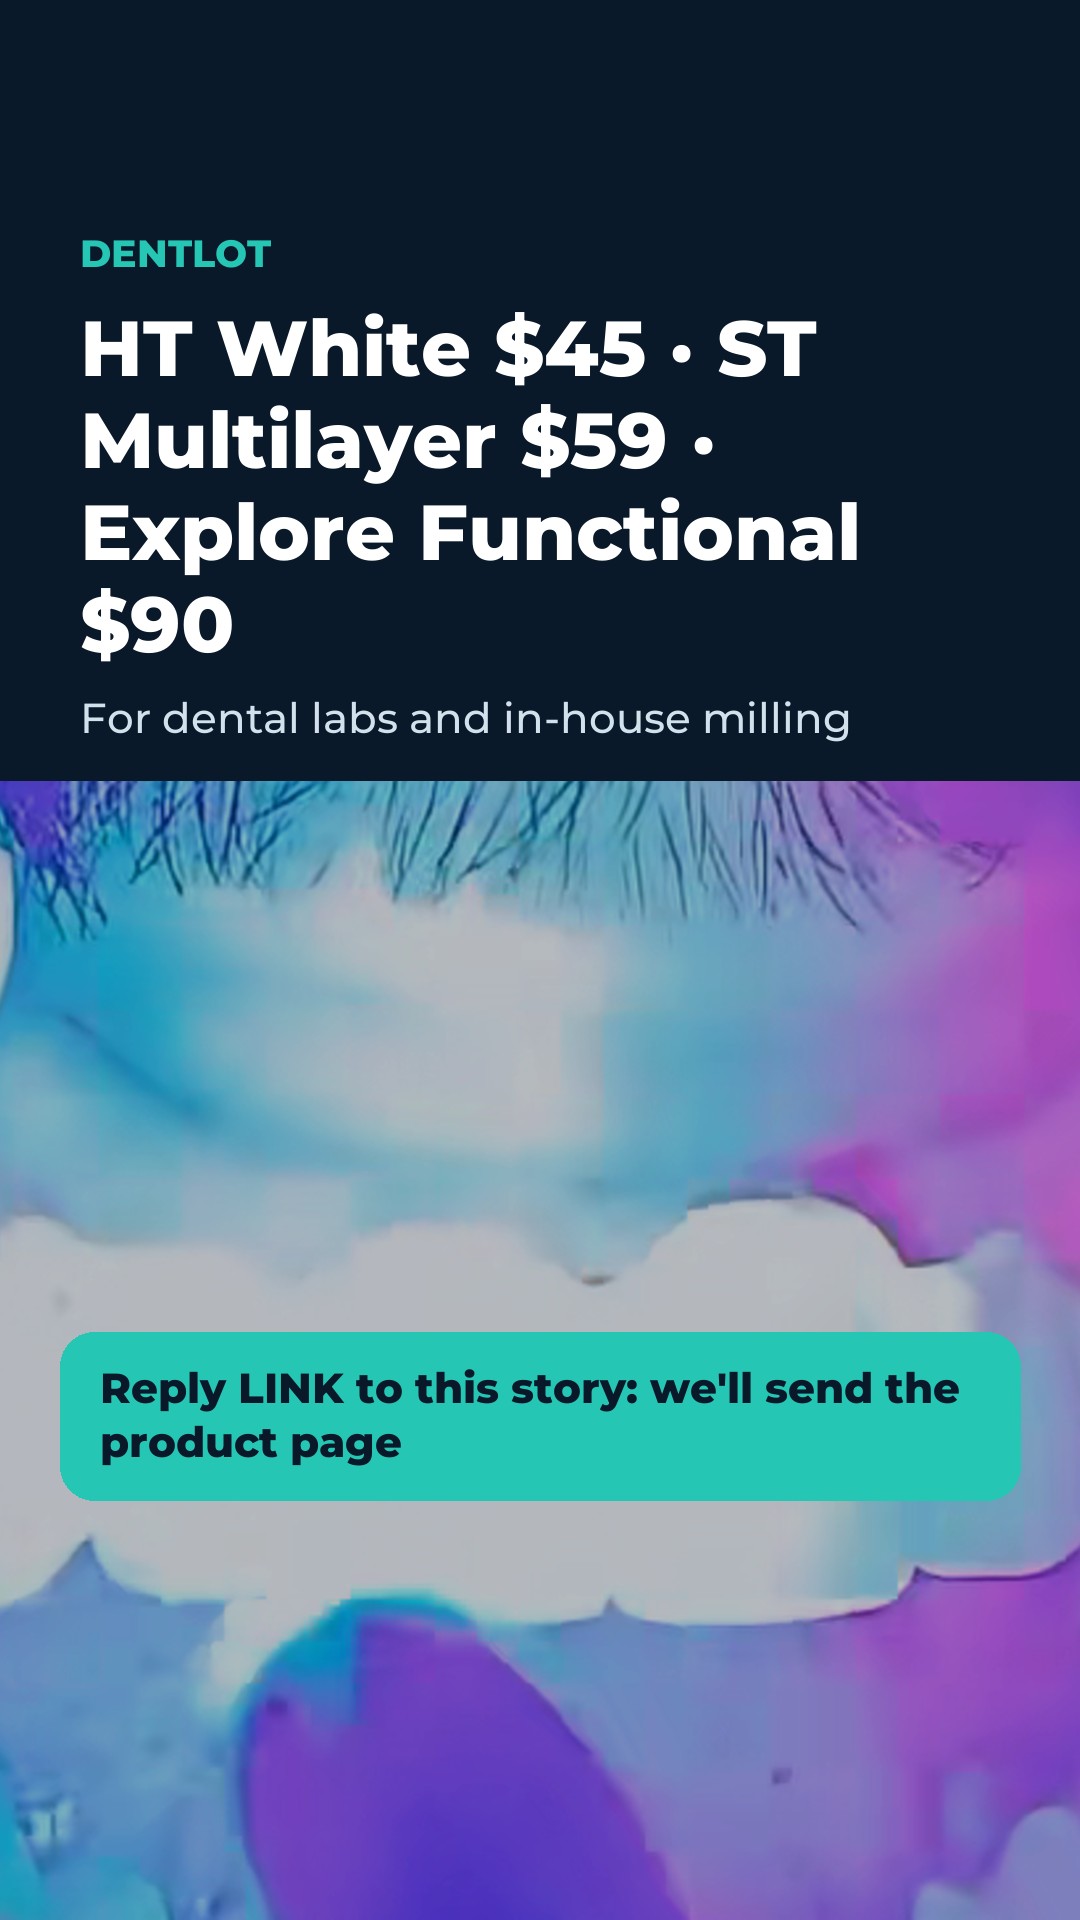 DENTLOT
HT White $45 · ST
Multilayer $59 ·
Explore Functional
$90
For dental labs and in-house milling
Reply LINK to this story: we'll send the
product page